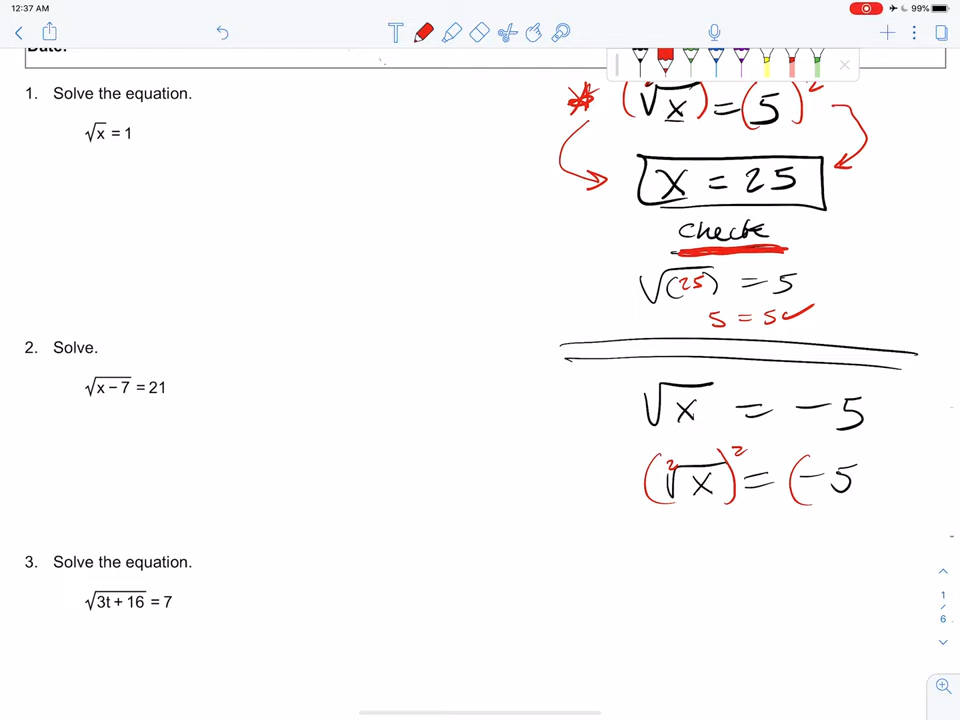 12:37 AM
99%
Date:
1. Solve the equation.
√x = 1
(√x) = (5)²
x = 25
check
√(25) = 5
5 = 5✓
2. Solve.
√x − 7 = 21
√x = −5
(²√x)² = (−5
3. Solve the equation.
√3t + 16 = 7
1
/
6